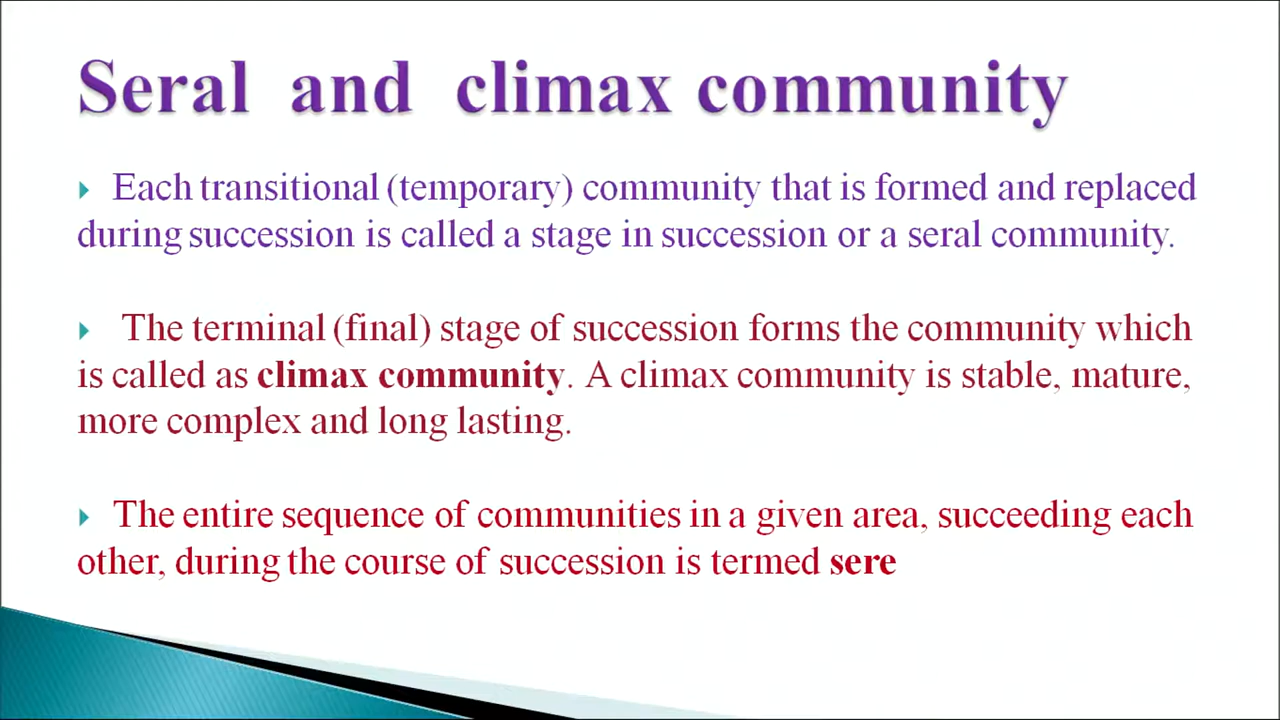 Seral and climax community
Each transitional (temporary) community that is formed and replaced
during succession is called a stage in succession or a seral community.
The terminal (final) stage of succession forms the community which
is called as climax community. A climax community is stable, mature,
more complex and long lasting.
The entire sequence of communities in a given area, succeeding each
other, during the course of succession is termed sere